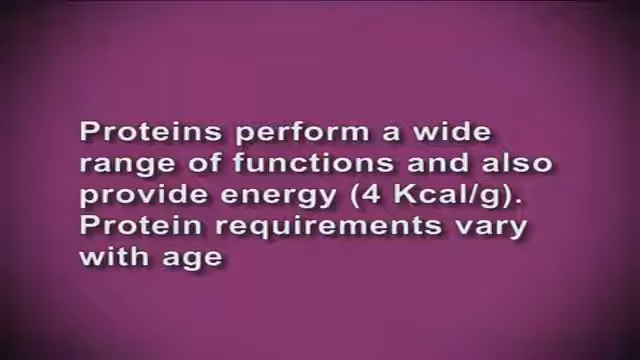 Proteins perform a wide
range of functions and also
provide energy (4 Kcal/g).
Protein requirements vary
with age